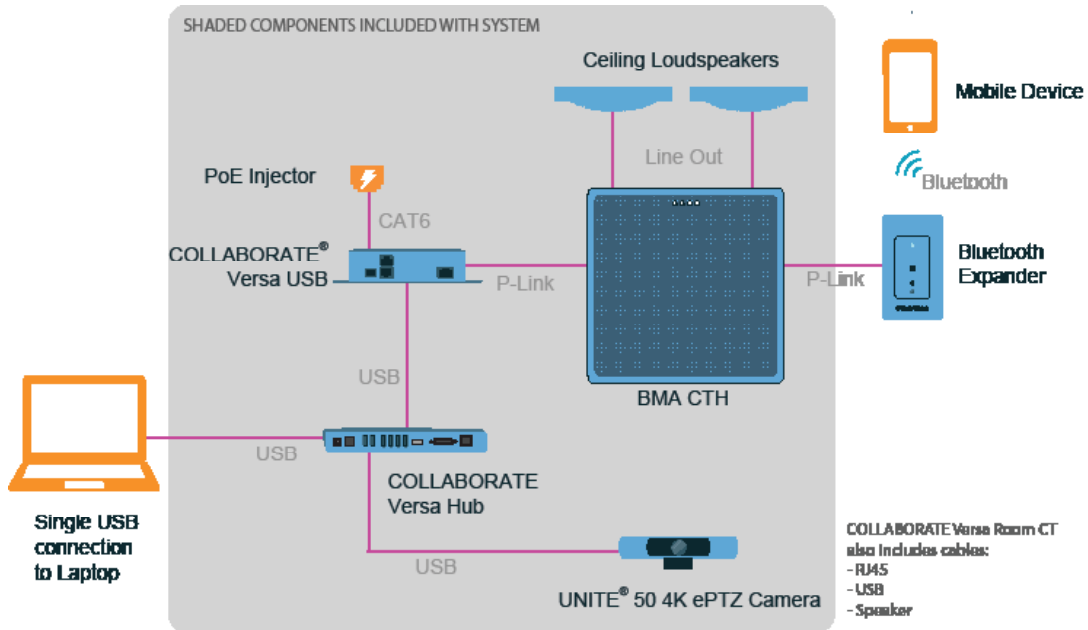 SHADED COMPONENTS INCLUDED WITH SYSTEM
Ceiling Loudspeakers
Mobile Device
Line Out
PoE Injector
Bluetooth
CAT6
COLLABORATE®
Versa USB
P-Link
P-Link
Bluetooth
Expander
USB
BMA CTH
USB
COLLABORATE
Versa Hub
Single USB
connection
to Laptop
USB
UNITE® 50 4K ePTZ Camera
COLLABORATE Versa Room CT
also includes cables:
- RJ45
- USB
- Speaker